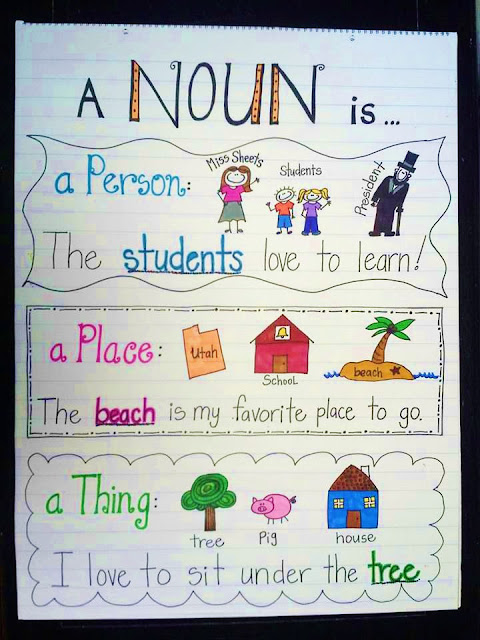 A NOUN is...
a Person:
Miss Sheets
Students
President
The students love to learn!
a Place:
Utah
SCHOOL
beach
The beach is my favorite place to go.
a Thing:
tree
Pig
house
I love to sit under the tree